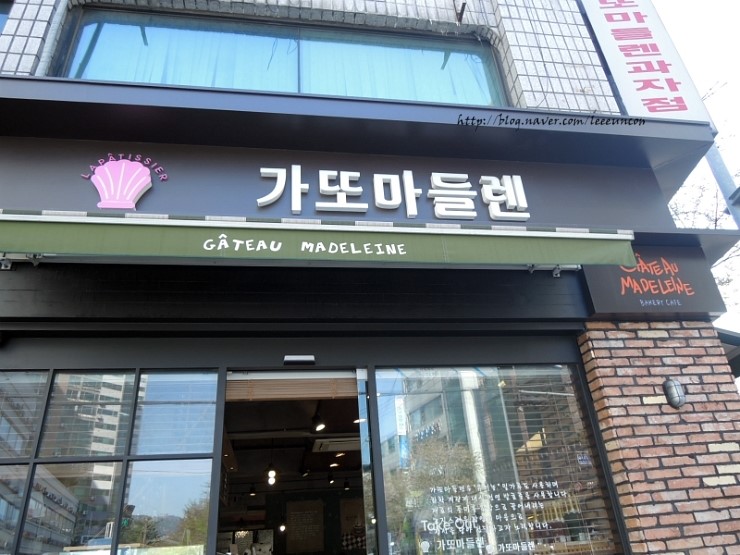 또마들렌과자점
http://blog.naver.com/leeeuncon
LAPÂTISSIER
가또마들렌
GÂTEAU MADELEINE
GÂTEAU
MADELEINE
BAKERY CAFE
Take Out
가또마들렌
가또마들렌